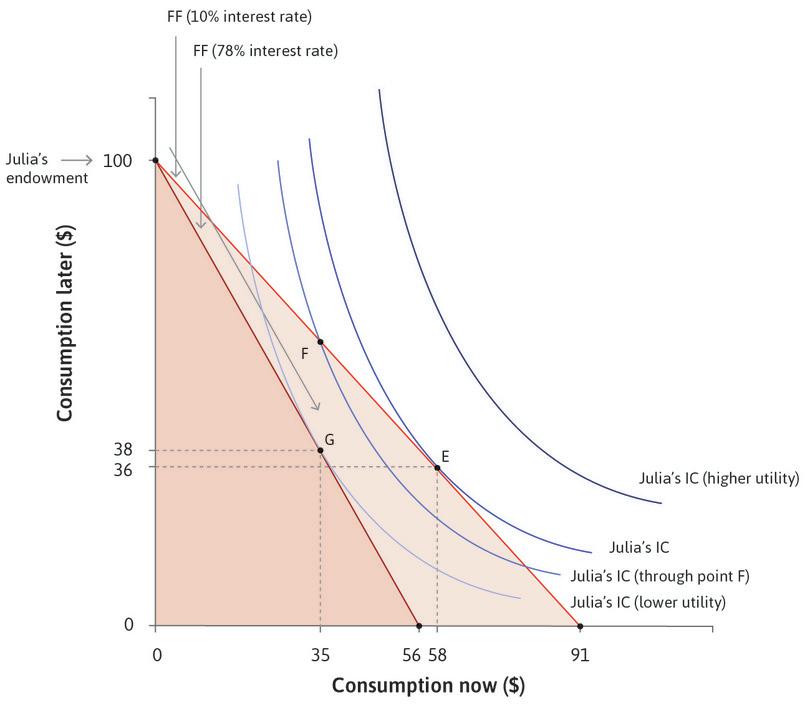 FF (10% interest rate)
FF (78% interest rate)
Julia's
endowment
100
Consumption later ($)
F
G
E
38
36
0
Julia's IC (higher utility)
Julia's IC
Julia's IC (through point F)
Julia's IC (lower utility)
0
35
56
58
91
Consumption now ($)